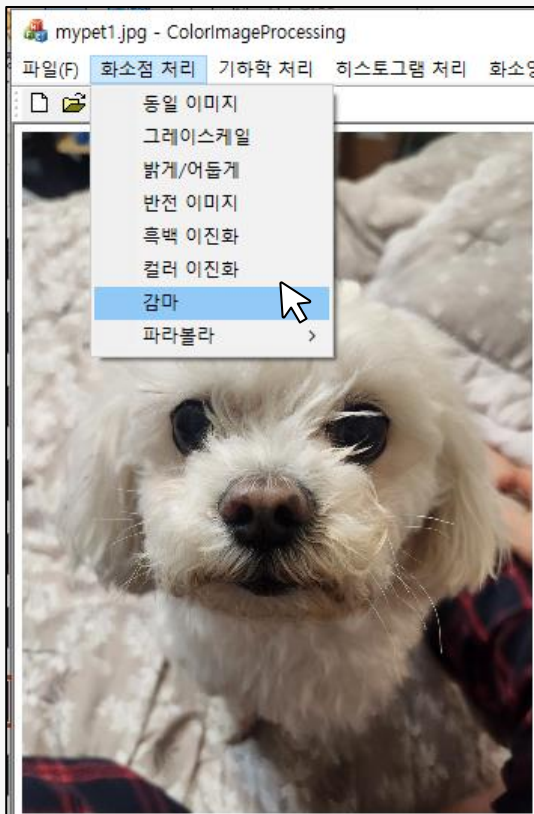 mypet1.jpg - ColorImageProcessing
파일(F) 화소점 처리 기하학 처리 히스토그램 처리 화소영
동일 이미지
그레이스케일
밝게/어둡게
반전 이미지
흑백 이진화
컬러 이진화
감마
파라볼라